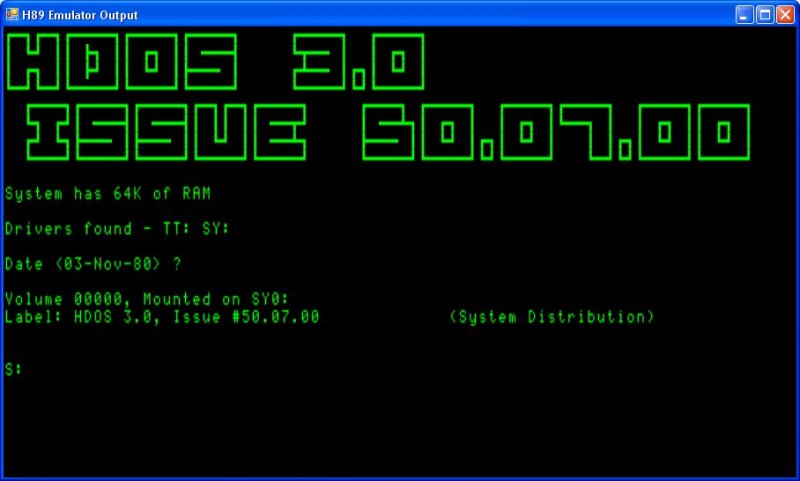 H89 Emulator Output
HDOS 3.0
ISSUE 50.07.00
System has 64K of RAM
Drivers found - TT: SY:
Date <03-Nov-80> ?
Volume 00000, Mounted on SY0:
Label: HDOS 3.0, Issue #50.07.00 (System Distribution)
S: